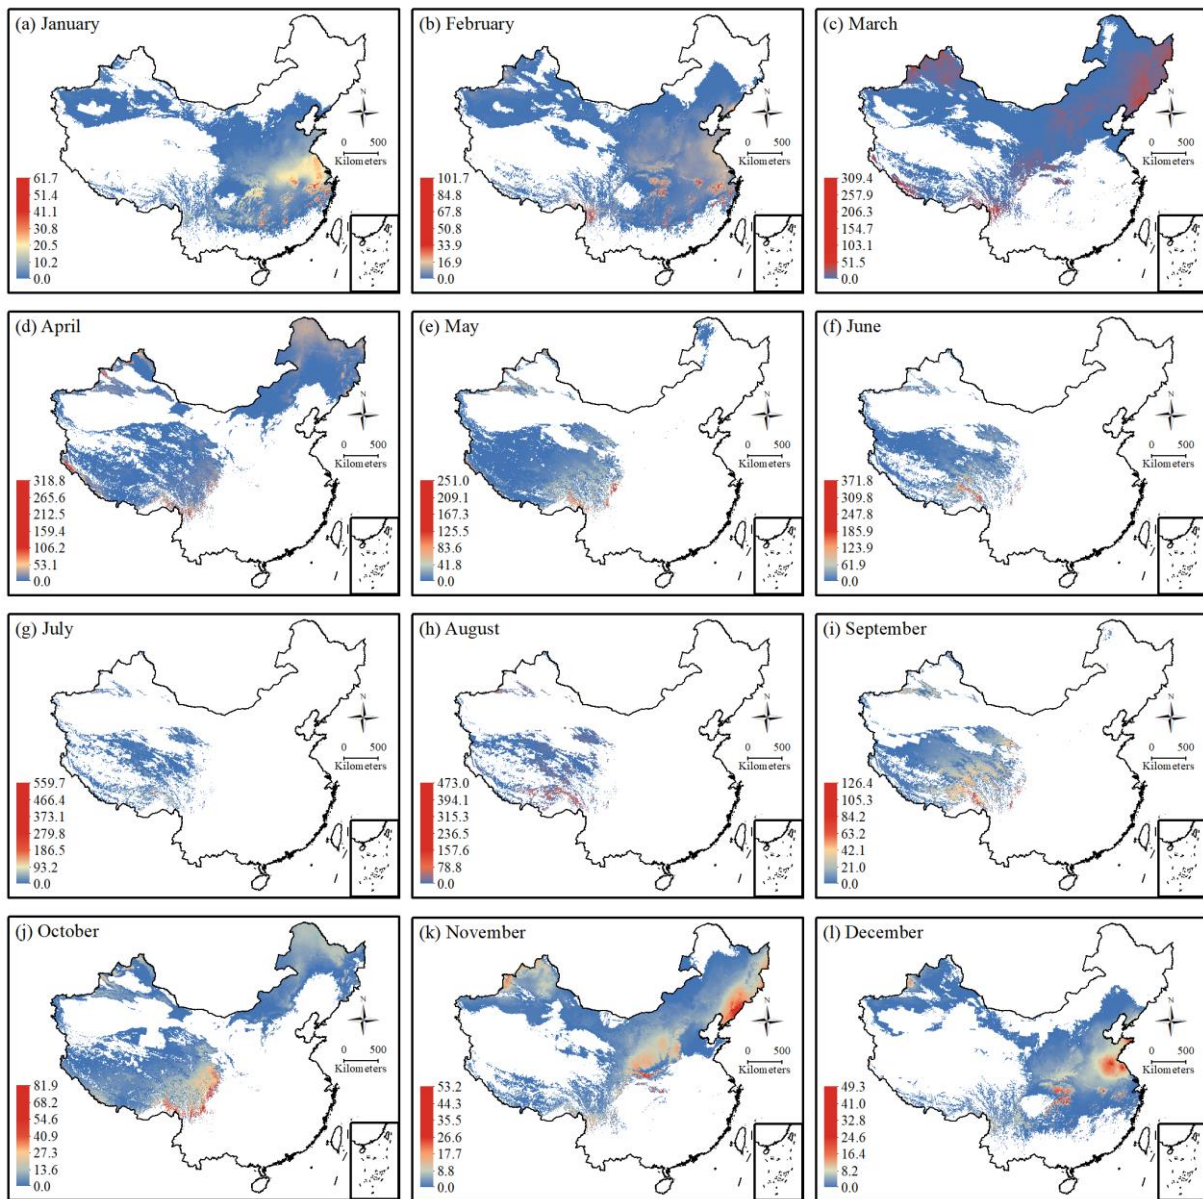 (a) January
N
0 500
Kilometers
61.7
51.4
41.1
30.8
20.5
10.2
0.0
(b) February
N
0 500
Kilometers
101.7
84.8
67.8
50.8
33.9
16.9
0.0
(c) March
N
0 500
Kilometers
309.4
257.9
206.3
154.7
103.1
51.5
0.0
(d) April
N
0 500
Kilometers
318.8
265.6
212.5
159.4
106.2
53.1
0.0
(e) May
N
0 500
Kilometers
251.0
209.1
167.3
125.5
83.6
41.8
0.0
(f) June
N
0 500
Kilometers
371.8
309.8
247.8
185.9
123.9
61.9
0.0
(g) July
N
0 500
Kilometers
559.7
466.4
373.1
279.8
186.5
93.2
0.0
(h) August
N
0 500
Kilometers
473.0
394.1
315.3
236.5
157.6
78.8
0.0
(i) September
N
0 500
Kilometers
126.4
105.3
84.2
63.2
42.1
21.0
0.0
(j) October
N
0 500
Kilometers
81.9
68.2
54.6
40.9
27.3
13.6
0.0
(k) November
N
0 500
Kilometers
53.2
44.3
35.5
26.6
17.7
8.8
0.0
(l) December
N
0 500
Kilometers
49.3
41.0
32.8
24.6
16.4
8.2
0.0